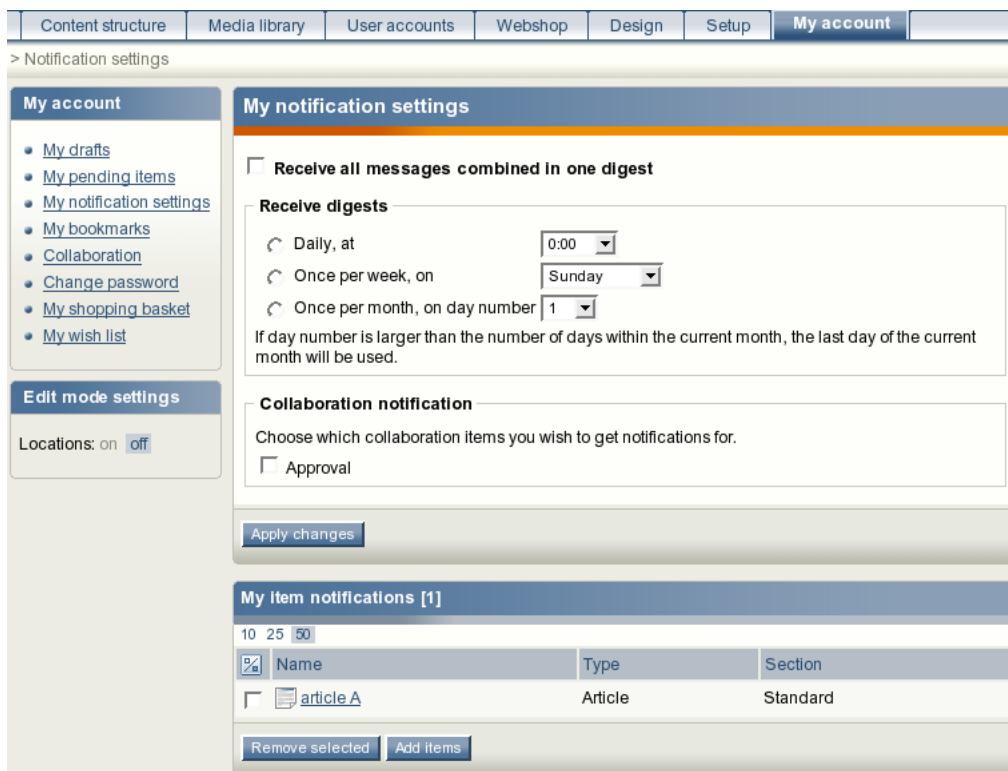 Content structure Media library User accounts Webshop Design Setup My account
> Notification settings
My account
My drafts
My pending items
My notification settings
My bookmarks
Collaboration
Change password
My shopping basket
My wish list
Edit mode settings
Locations: on off
My notification settings
Receive all messages combined in one digest
Receive digests
Daily, at 0:00
Once per week, on Sunday
Once per month, on day number 1
If day number is larger than the number of days within the current month, the last day of the current
month will be used.
Collaboration notification
Choose which collaboration items you wish to get notifications for.
Approval
Apply changes
My item notifications [1]
10 25 50
Name Type Section
article A Article Standard
Remove selected Add items